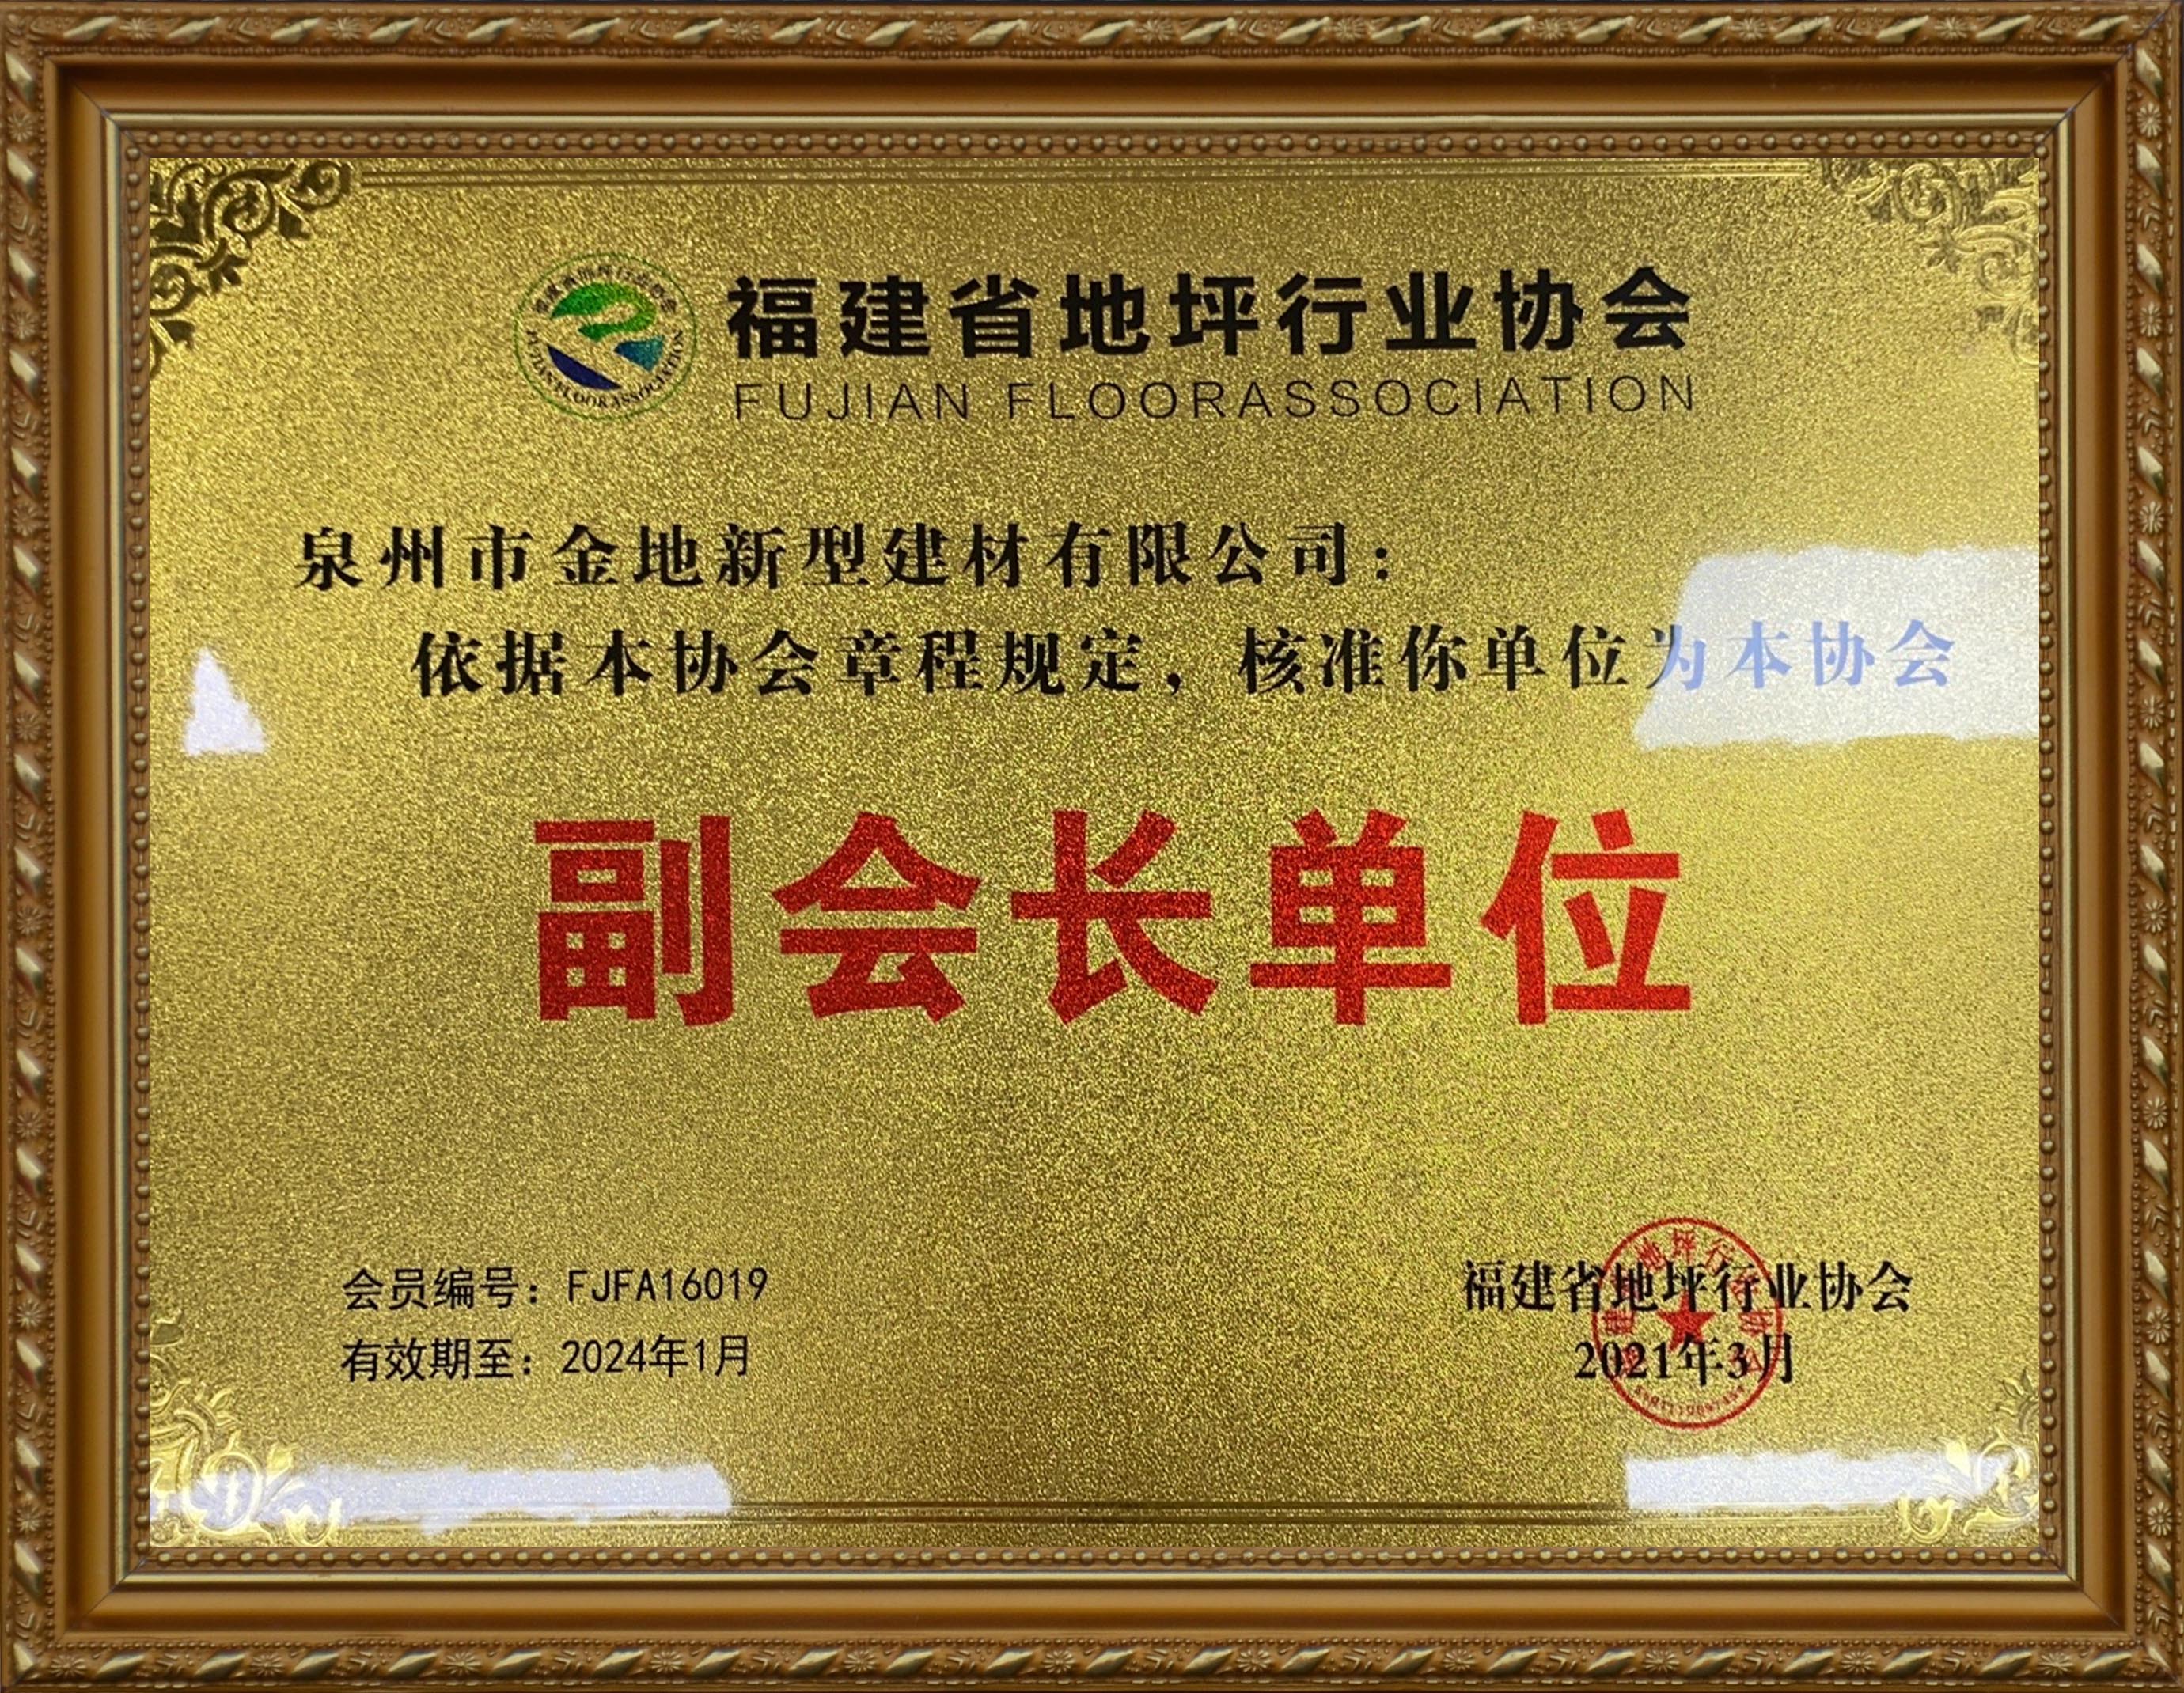 福建省地坪行业协会
FUJIAN FLOORASSOCIATION
泉州市金地新型建材有限公司：
依据本协会章程规定，核准你单位为本协会
副会长单位
会员编号：FJFA16019
有效期至：2024年1月
福建省地坪行业协会
2021年3月